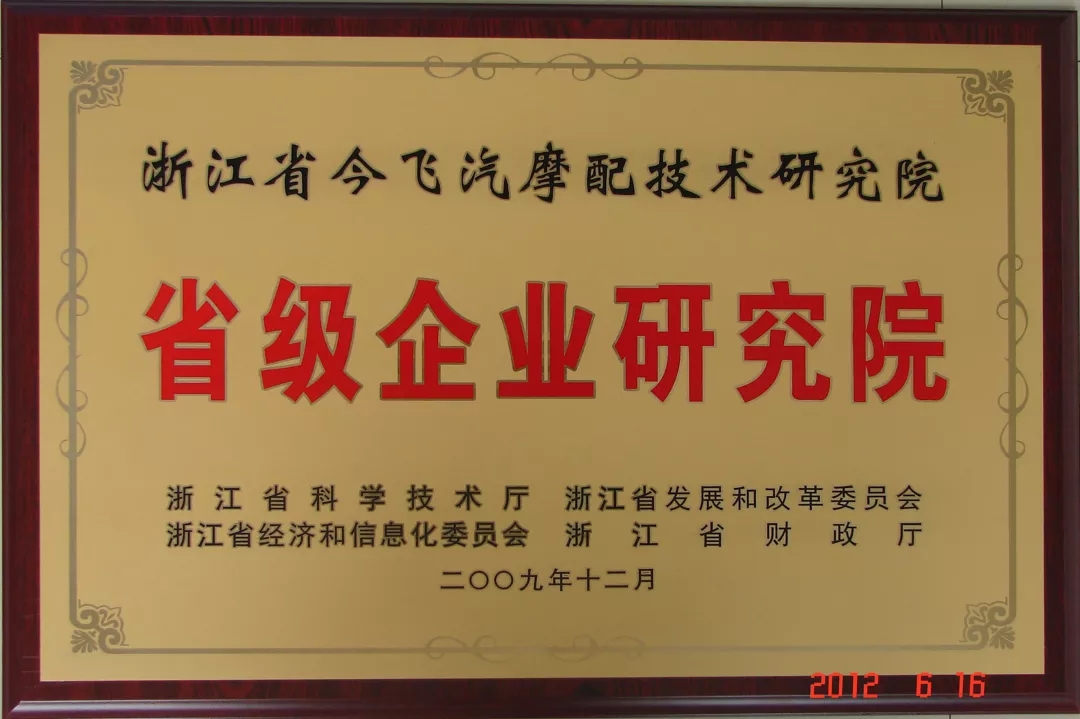 浙江省今飞汽摩配技术研究院
省级企业研究院
浙江省科学技术厅 浙江省发展和改革委员会
浙江省经济和信息化委员会 浙江省财政厅
二〇〇九年十二月
2012 6 16